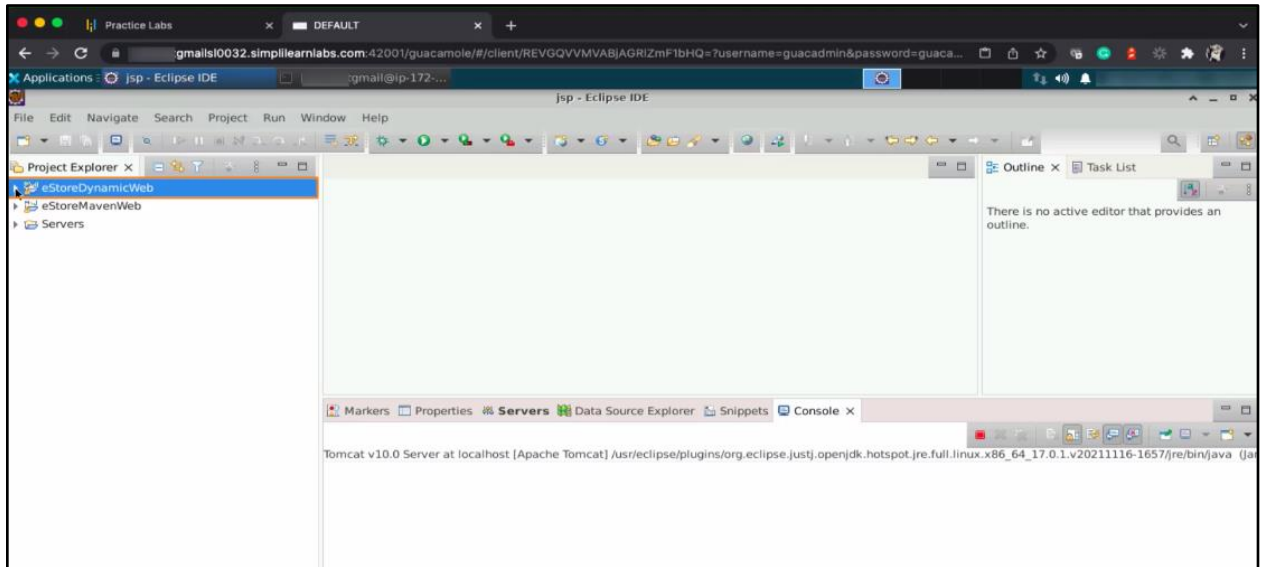 Practice Labs
DEFAULT
gmailsl0032.simplilearnlabs.com:42001/guacamole/#/client/REVGQVVMVABjAGRlZmF1bHQ=?username=guacadmin&password=guaca...
Applications
jsp - Eclipse IDE
:gmail@ip-172-...
jsp - Eclipse IDE
File Edit Navigate Search Project Run Window Help
Project Explorer
eStoreDynamicWeb
eStoreMavenWeb
Servers
Outline
Task List
There is no active editor that provides an
outline.
Markers Properties Servers Data Source Explorer Snippets Console
Tomcat v10.0 Server at localhost [Apache Tomcat] /usr/eclipse/plugins/org.eclipse.justj.openjdk.hotspot.jre.full.linux.x86_64_17.0.1.v20211116-1657/jre/bin/java (Jan